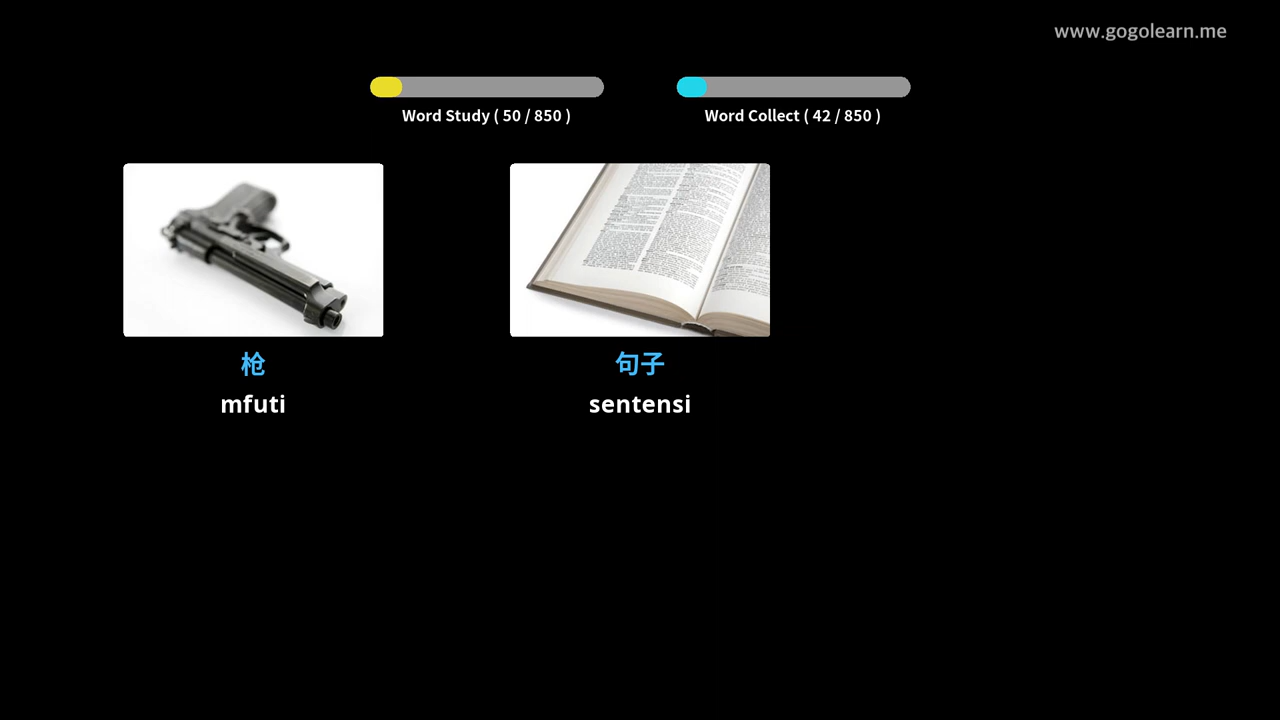 www.gogolearn.me
Word Study ( 50 / 850 )
Word Collect ( 42 / 850 )
枪
mfuti
句子
sentensi